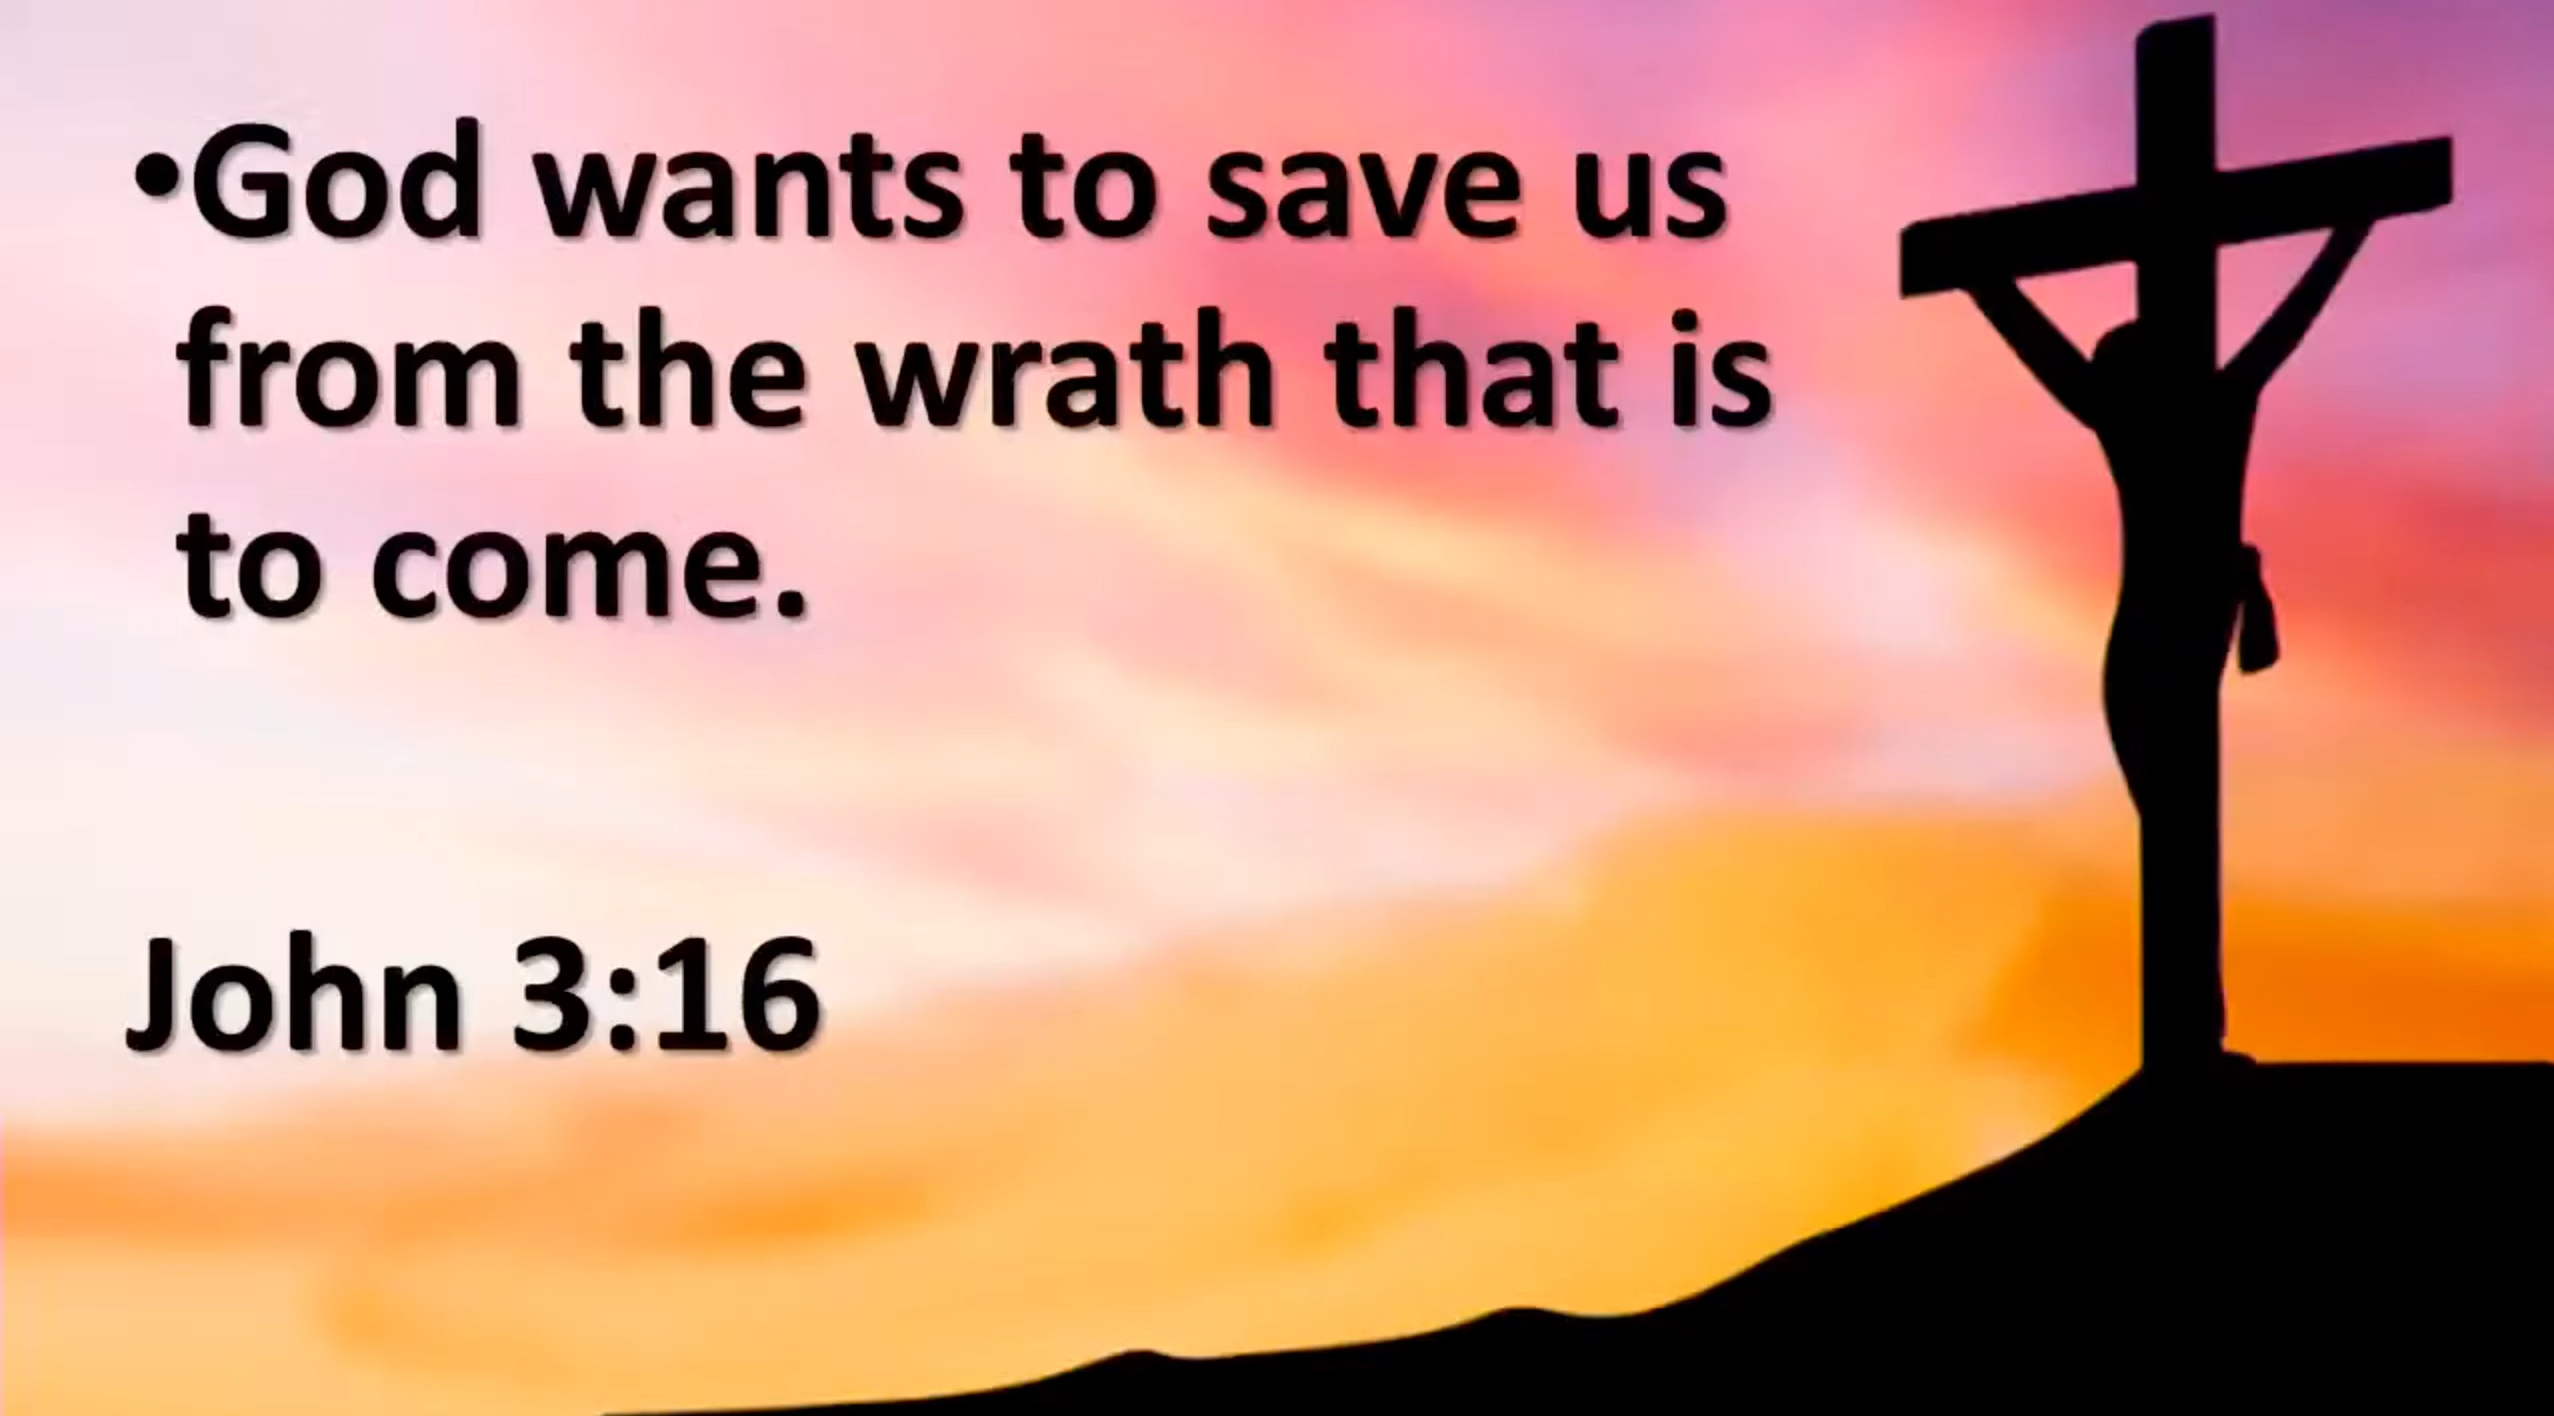 •God wants to save us
from the wrath that is
to come.
John 3:16